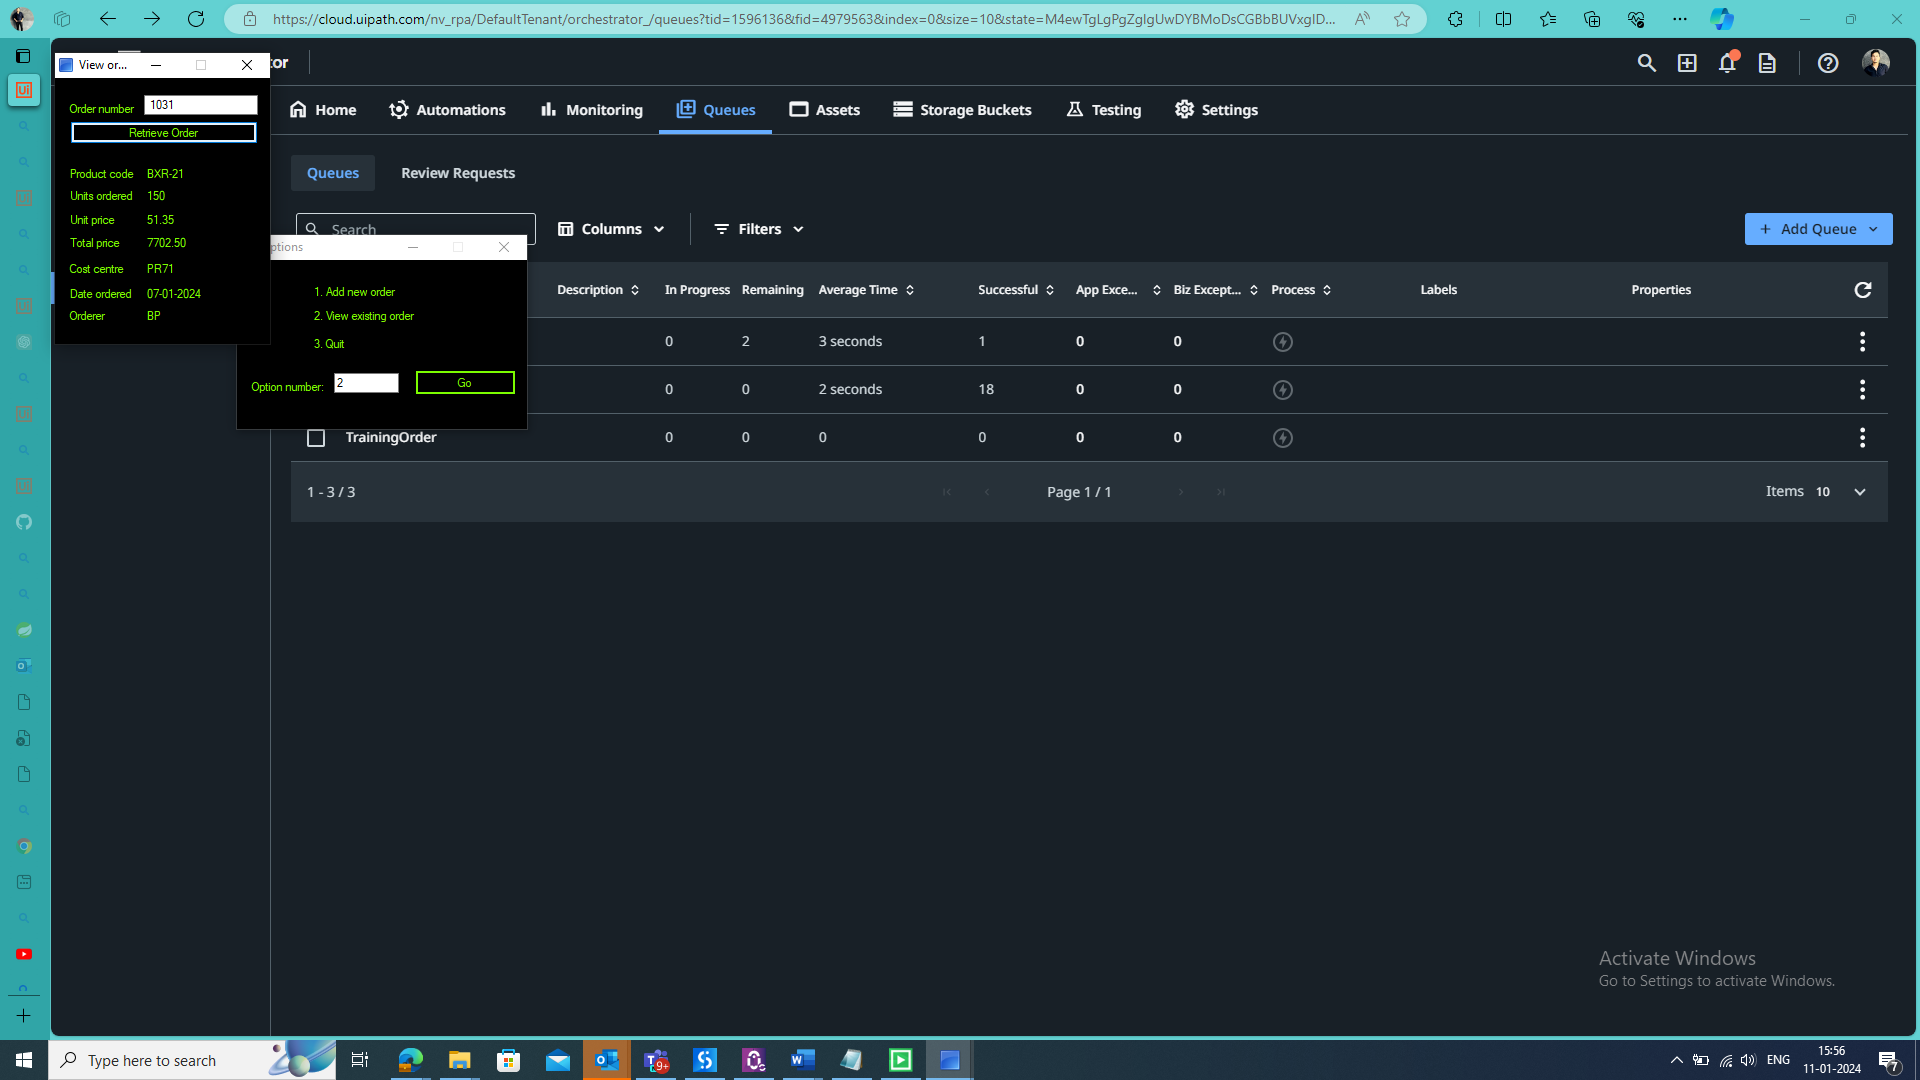 https://cloud.uipath.com/nv_rpa/DefaultTenant/orchestrator_/queues?tid=1596136&fid=4979563&index=0&size=10&state=M4ewTgLgPgZglgUwDYBMoDsCGBbBUVxgID...
View or...
tor
Order number 1031
Retrieve Order
Product code BXR-21
Units ordered 150
Unit price 51.35
Total price 7702.50
Cost centre PR71
Date ordered 07-01-2024
Orderer BP
Home Automations Monitoring Queues Assets Storage Buckets Testing Settings
Queues Review Requests
Search Columns Filters + Add Queue
ptions
1. Add new order
2. View existing order
3. Quit
Option number: 2 Go
Description In Progress Remaining Average Time Successful App Exce... Biz Except... Process Labels Properties
0 2 3 seconds 1 0 0
0 0 2 seconds 18 0 0
TrainingOrder 0 0 0 0 0 0
1 - 3 / 3 Page 1 / 1 Items 10
Activate Windows
Go to Settings to activate Windows.
Type here to search
9+
ENG
15:56
11-01-2024
7